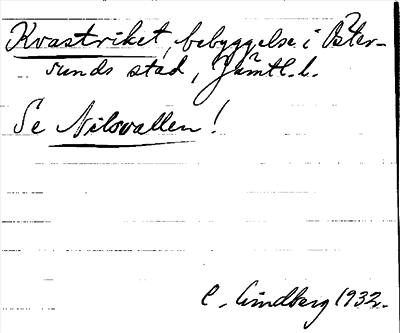 Kvastriket, bebyggelse i Öster-
sunds stad, Jämtl. l.
Se Nilsvallen!
C. Lindberg 1932.